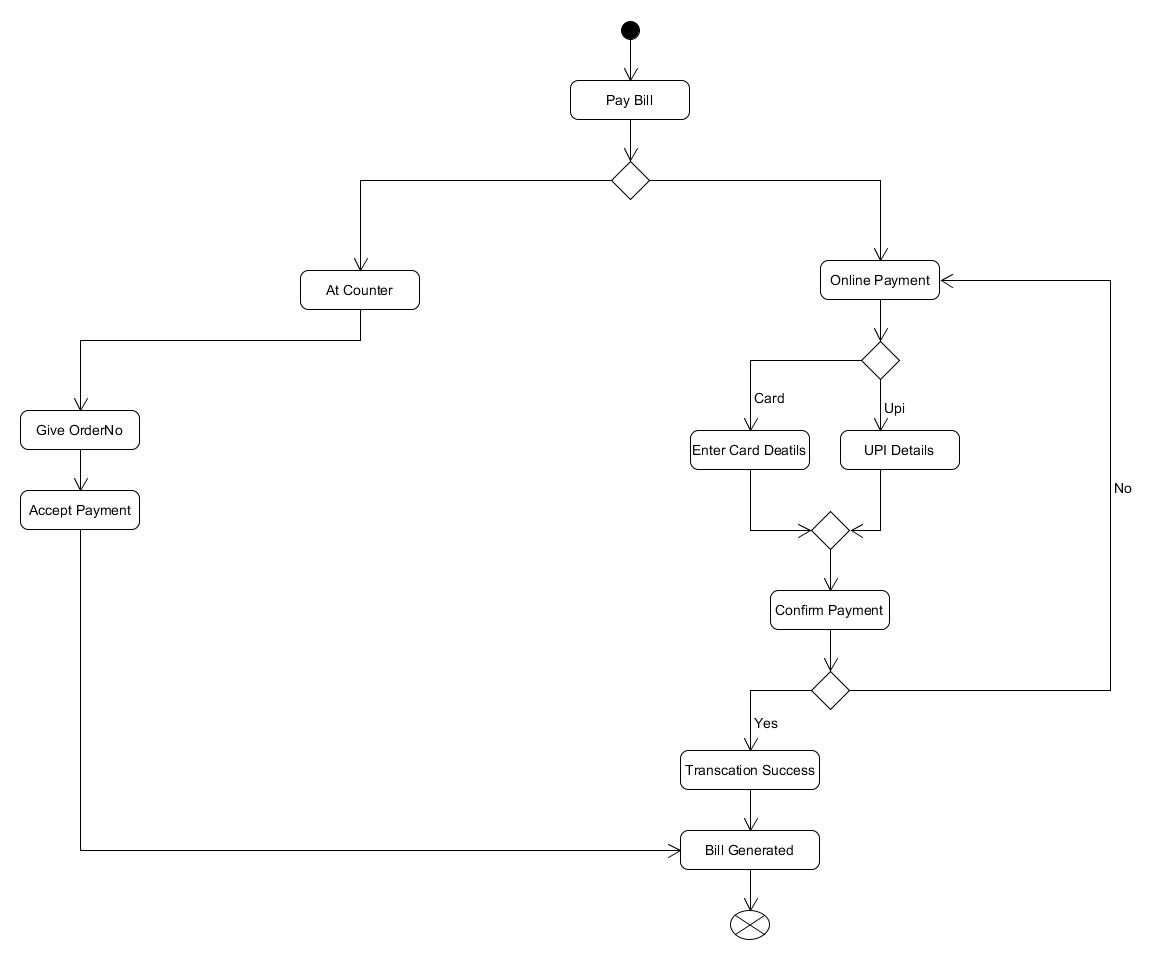 Pay Bill
At Counter
Online Payment
Card
Upi
Give OrderNo
Enter Card Deatils
UPI Details
No
Accept Payment
Confirm Payment
Yes
Transcation Success
Bill Generated